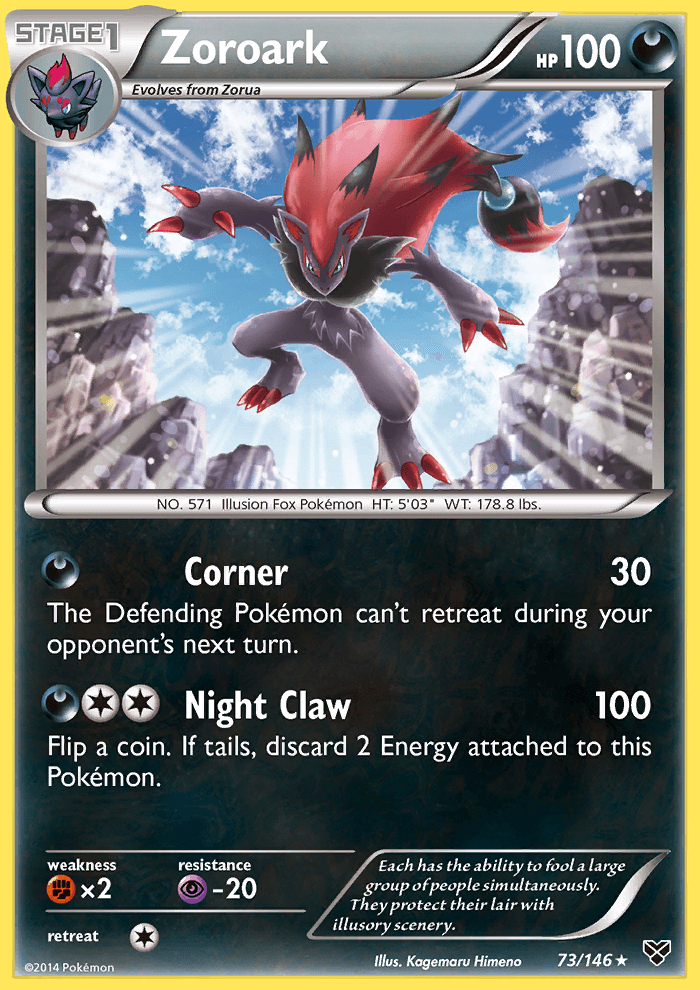 STAGE1
Zoroark
HP100
Evolves from Zorua
NO. 571 Illusion Fox Pokémon HT: 5'03" WT: 178.8 lbs.
Corner 30
The Defending Pokémon can't retreat during your
opponent's next turn.
Night Claw 100
Flip a coin. If tails, discard 2 Energy attached to this
Pokémon.
weakness resistance
×2 -20
retreat
Each has the ability to fool a large
group of people simultaneously.
They protect their lair with
illusory scenery.
©2014 Pokémon
Illus. Kagemaru Himeno 73/146 ★